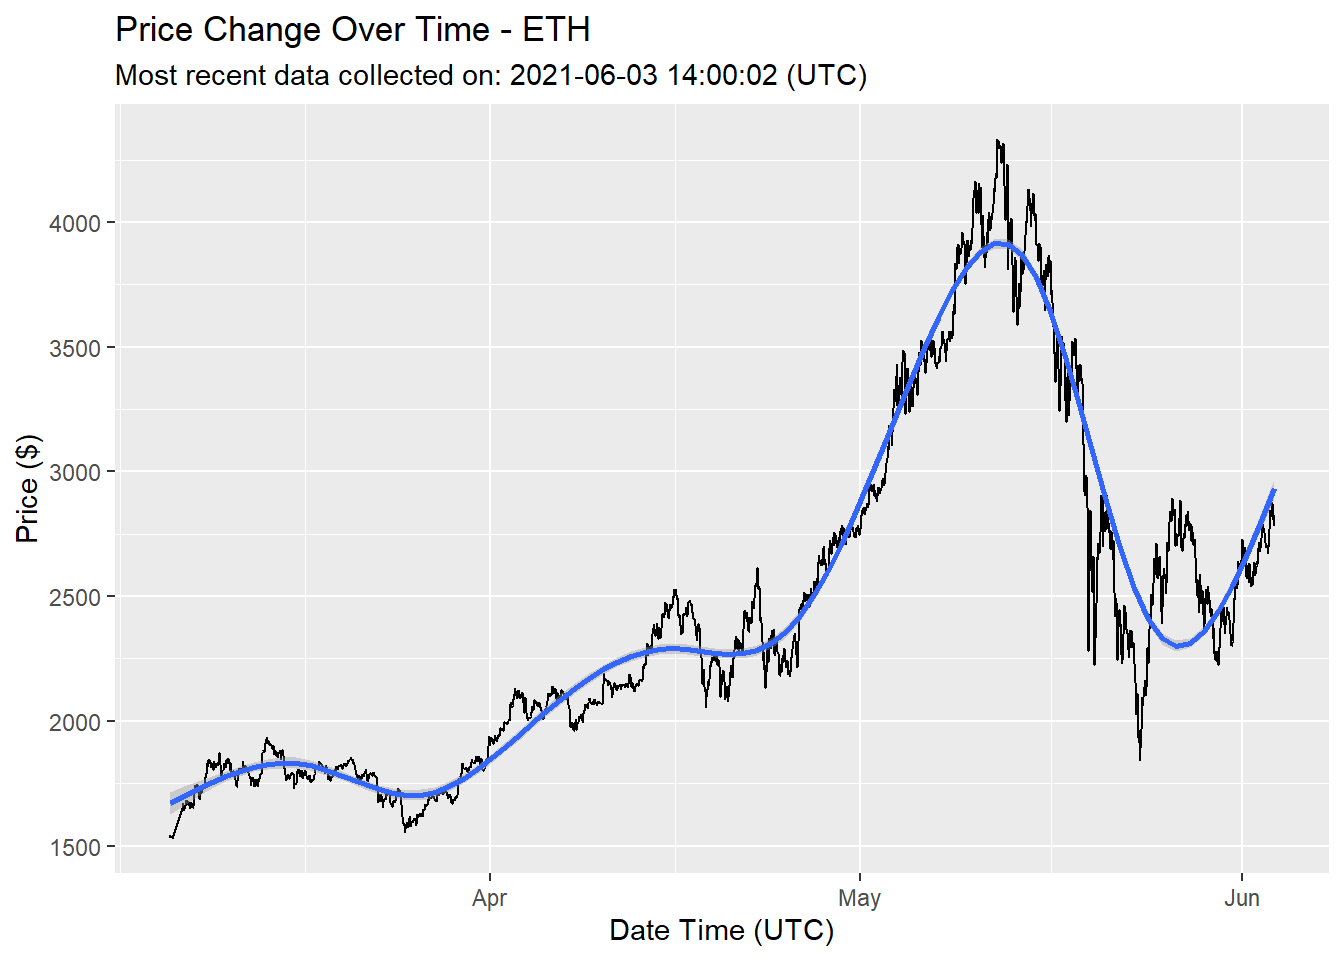 Price Change Over Time - ETH
Most recent data collected on: 2021-06-03 14:00:02 (UTC)
Price ($)
4000
3500
3000
2500
2000
1500
Apr
May
Jun
Date Time (UTC)